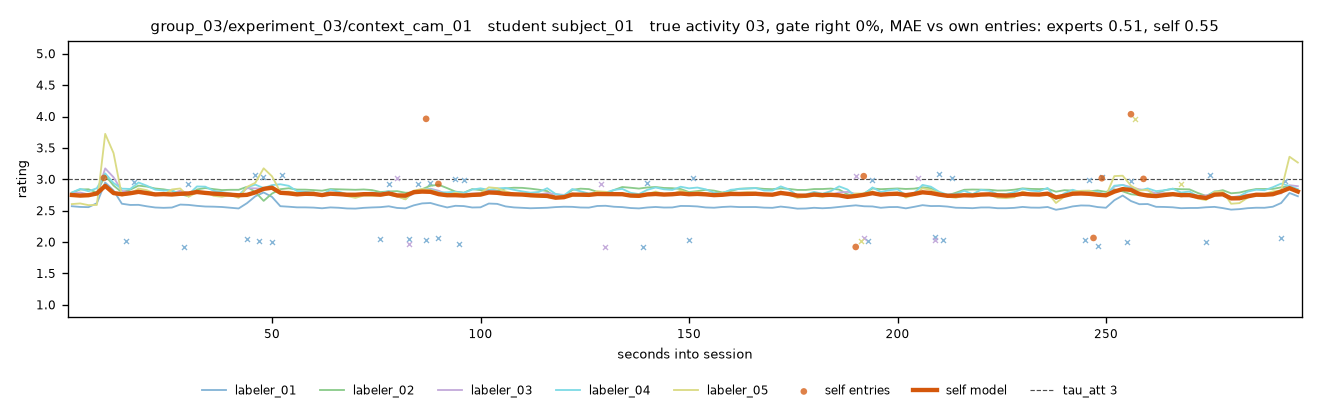 group_03/experiment_03/context_cam_01   student subject_01   true activity 03, gate right 0%, MAE vs own entries: experts 0.51, self 0.55
5.0
4.5
4.0
3.5
3.0
2.5
2.0
1.5
1.0
rating
50 100 150 200 250
seconds into session
labeler_01 labeler_02 labeler_03 labeler_04 labeler_05 self entries self model tau_att 3